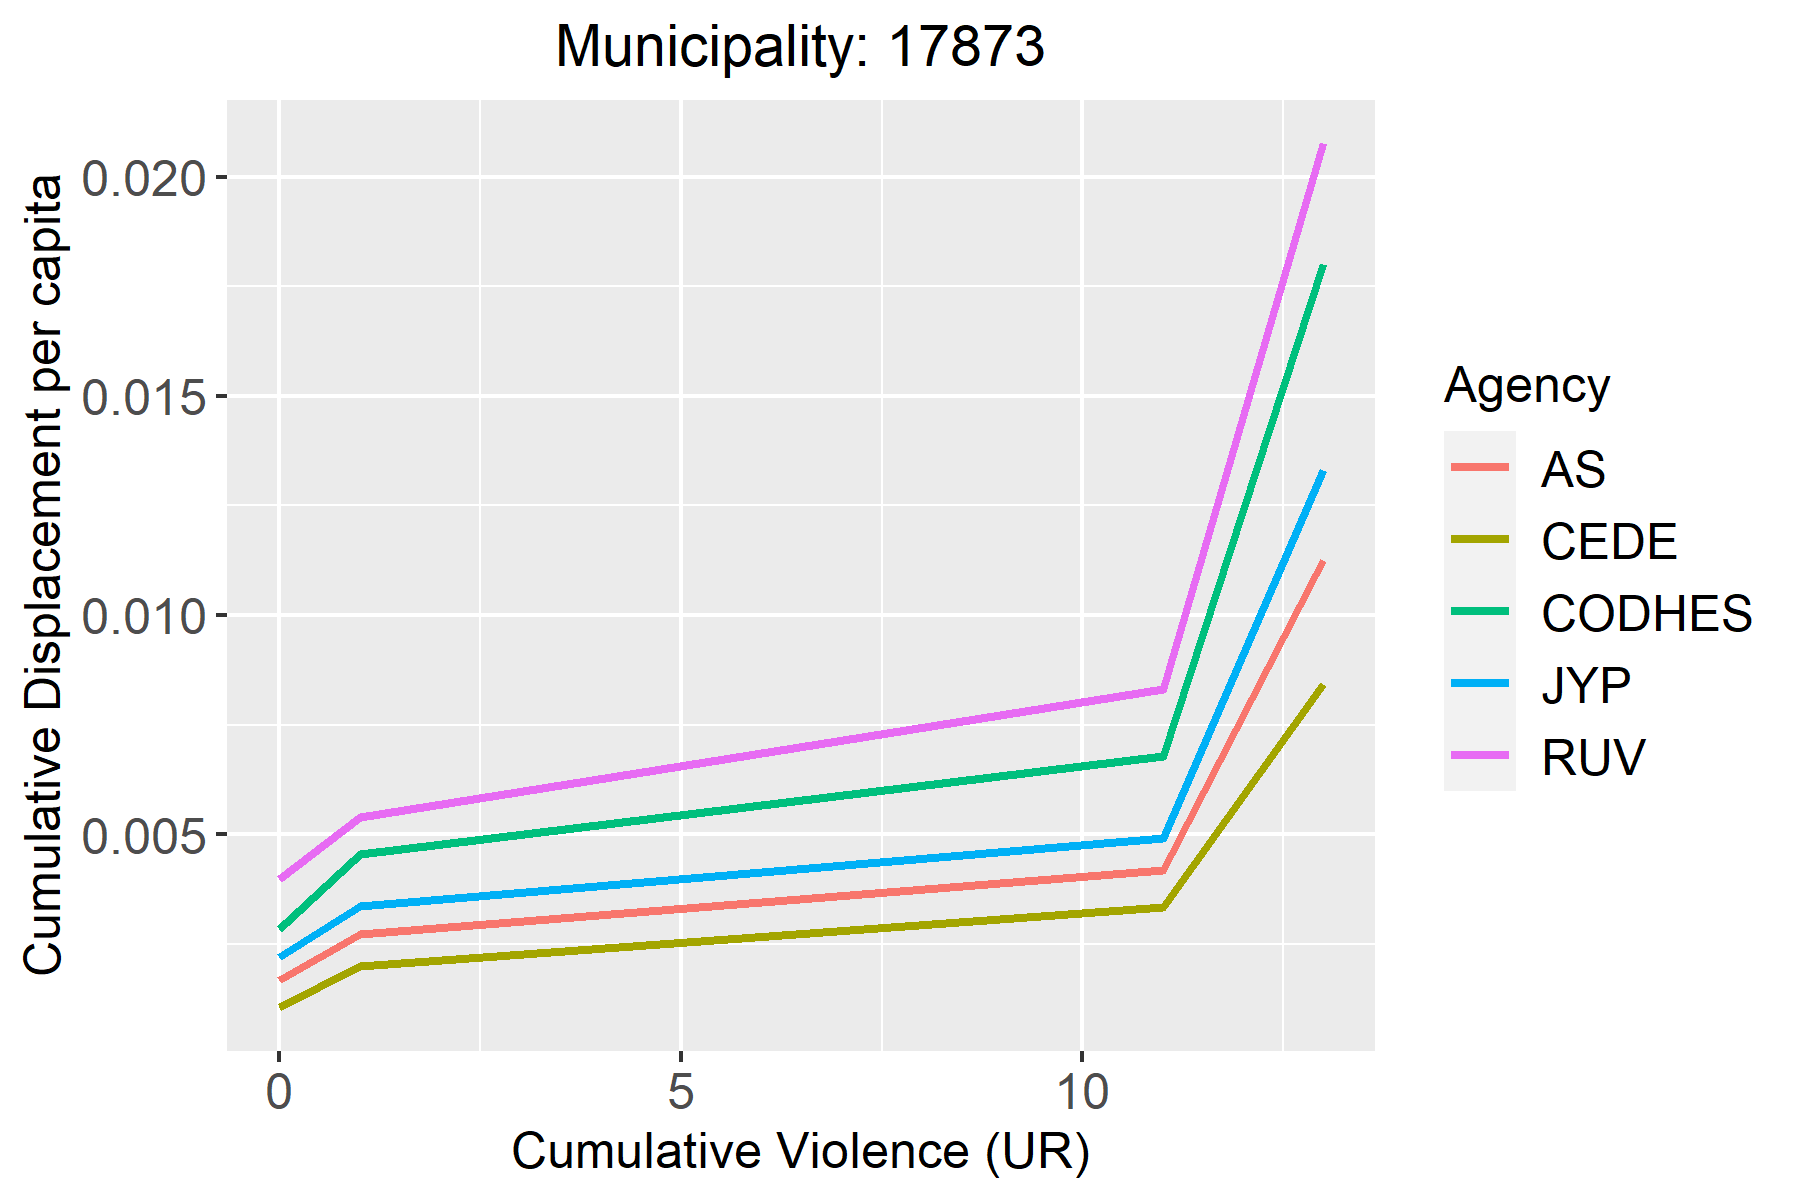 Municipality: 17873
Cumulative Displacement per capita
0.020
0.015
0.010
0.005
0
5
10
Cumulative Violence (UR)
Agency
AS
CEDE
CODHES
JYP
RUV